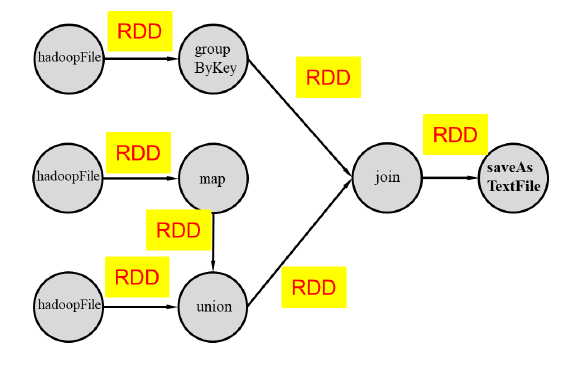 RDD
hadoopFile
group
ByKey
RDD
RDD
RDD
hadoopFile
map
join
saveAs
TextFile
RDD
RDD
RDD
hadoopFile
union